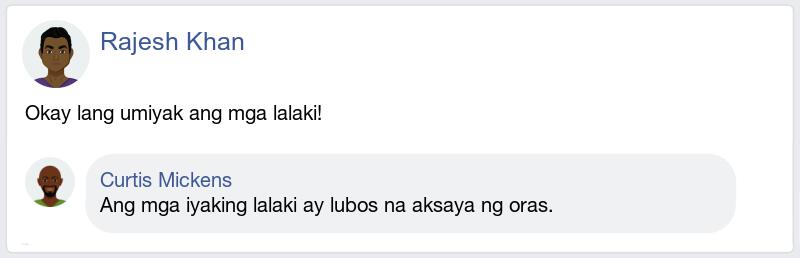 Rajesh Khan
Okay lang umiyak ang mga lalaki!
Curtis Mickens
Ang mga iyaking lalaki ay lubos na aksaya ng oras.